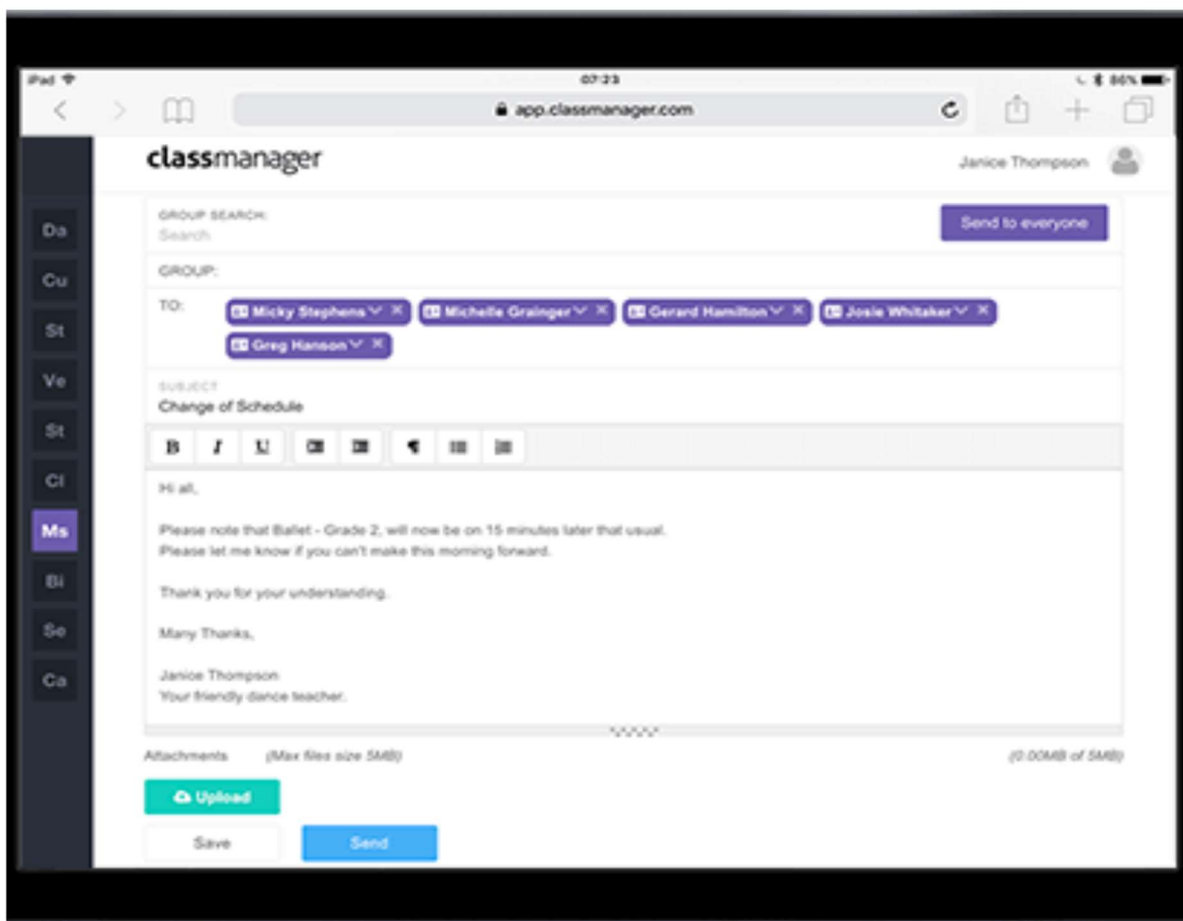 iPad 07:23 86%
app.classmanager.com
classmanager Janice Thompson
GROUP SEARCH:
Search
Send to everyone
GROUP:
TO: Micky Stephens Michelle Grainger Gerard Hamilton Josie Whitaker
Greg Hanson
SUBJECT
Change of Schedule
B I U
Hi all,
Please note that Ballet - Grade 2, will now be on 15 minutes later that usual.
Please let me know if you can't make this morning forward.
Thank you for your understanding.
Many Thanks,
Janice Thompson
Your friendly dance teacher.
Attachments (Max files size 5MB) (0.00MB of 5MB)
Upload
Save Send
Da
Cu
St
Ve
St
Cl
Ms
Bi
Se
Ca